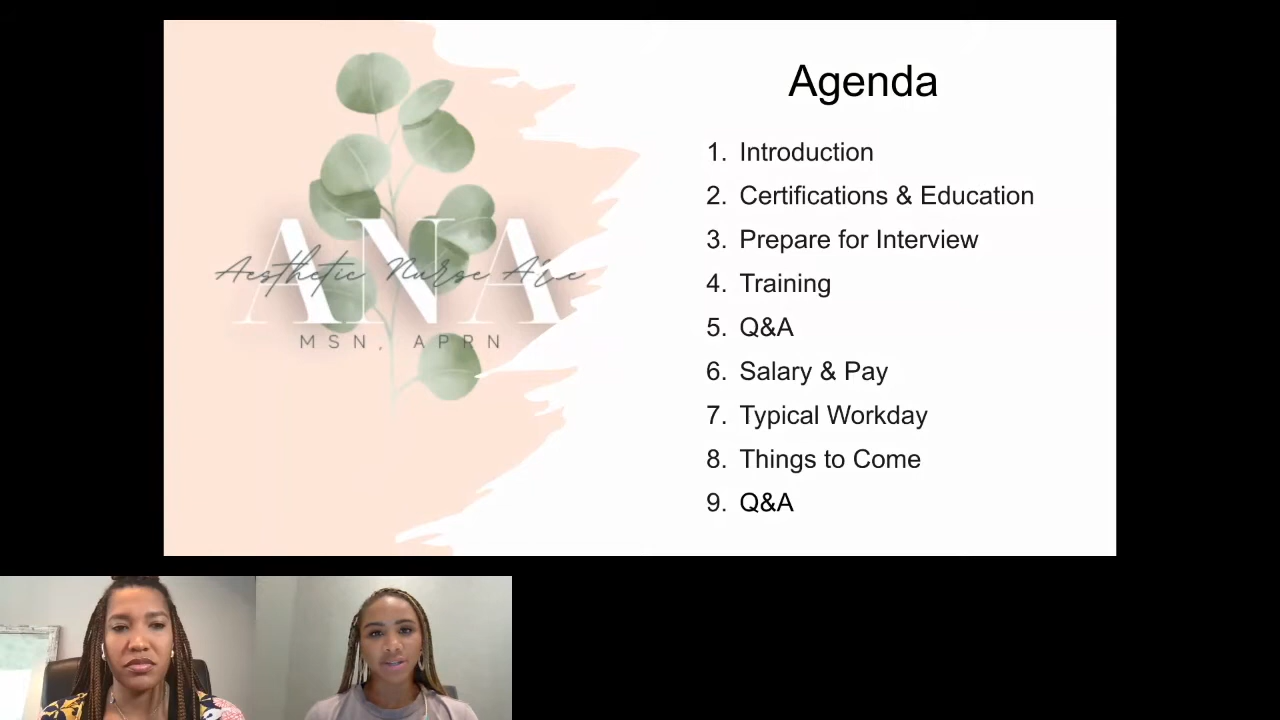 Agenda
1. Introduction
2. Certifications & Education
3. Prepare for Interview
4. Training
5. Q&A
6. Salary & Pay
7. Typical Workday
8. Things to Come
9. Q&A
ANA
Aesthetic Nurse
MSN, APRN